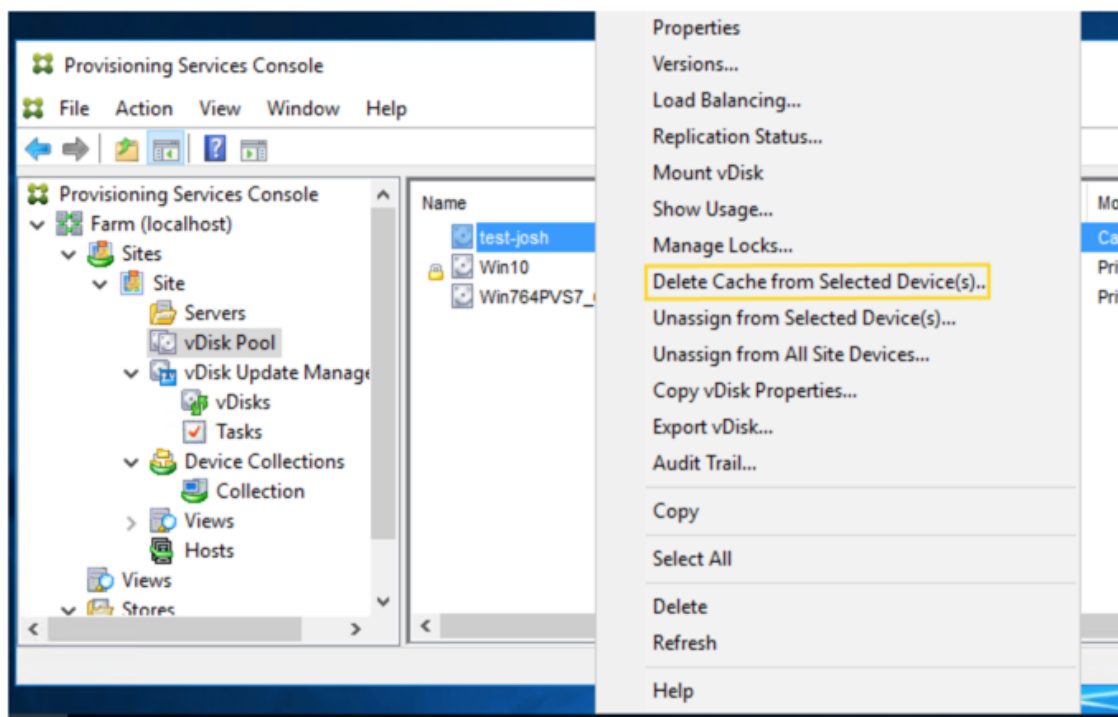 Provisioning Services Console
File Action View Window Help
Provisioning Services Console
Farm (localhost)
Sites
Site
Servers
vDisk Pool
vDisk Update Manage
vDisks
Tasks
Device Collections
Collection
Views
Hosts
Views
Stores
Name
test-josh
Win10
Win764PVS7_
Properties
Versions...
Load Balancing...
Replication Status...
Mount vDisk
Show Usage...
Manage Locks...
Delete Cache from Selected Device(s)..
Unassign from Selected Device(s)...
Unassign from All Site Devices...
Copy vDisk Properties...
Export vDisk...
Audit Trail...
Copy
Select All
Delete
Refresh
Help
Mo
Ca
Pri
Pri